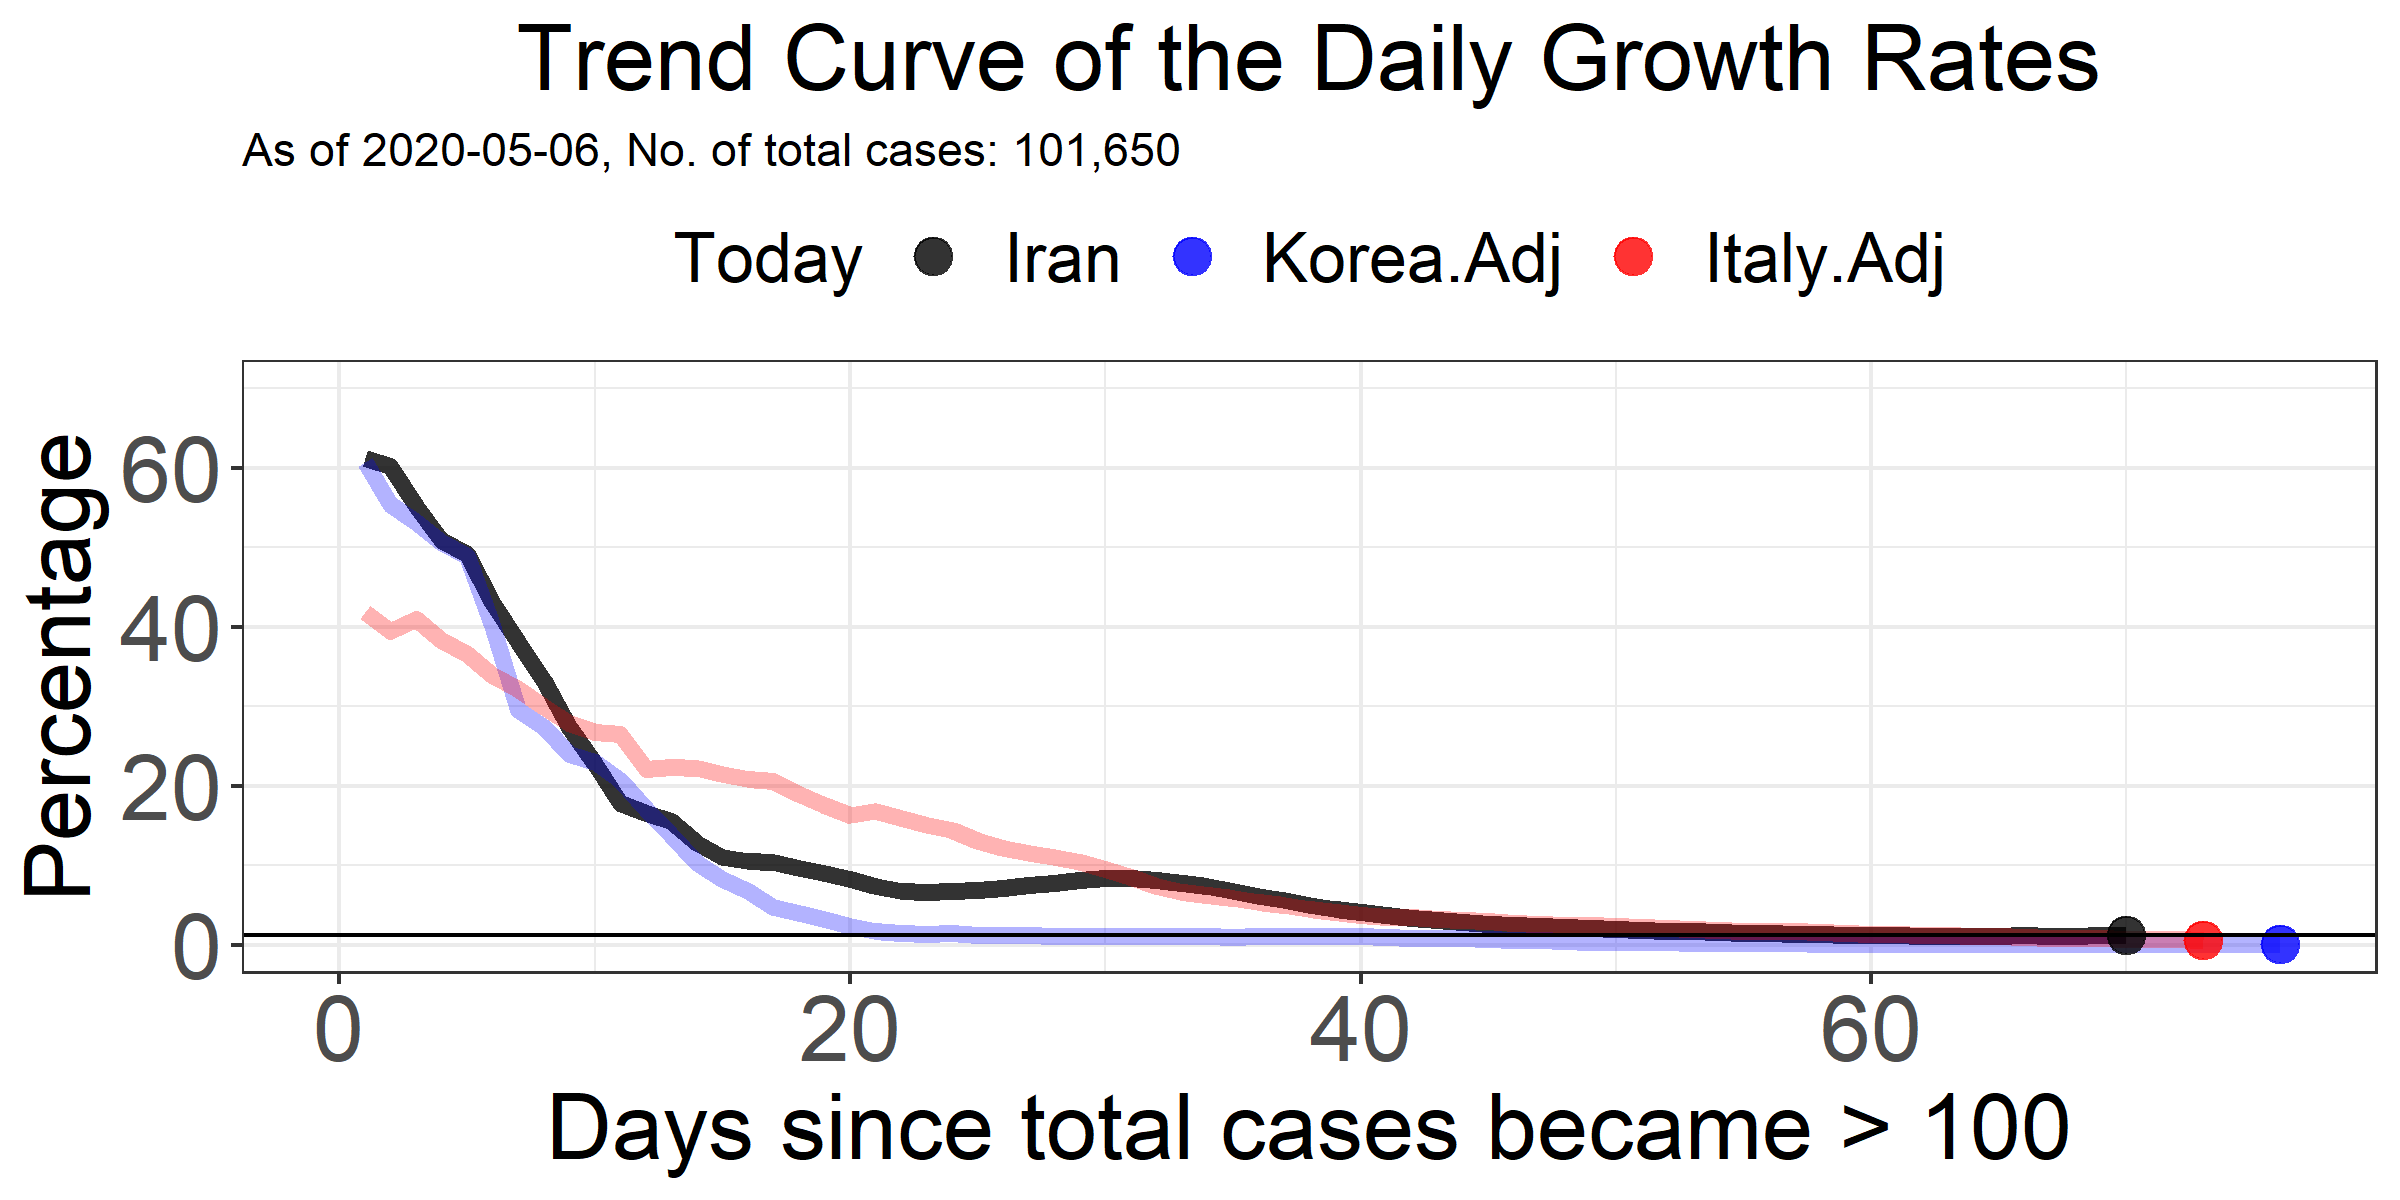 Trend Curve of the Daily Growth Rates
As of 2020-05-06, No. of total cases: 101,650
Today Iran Korea.Adj Italy.Adj
Percentage
60
40
20
0
0 20 40 60
Days since total cases became > 100